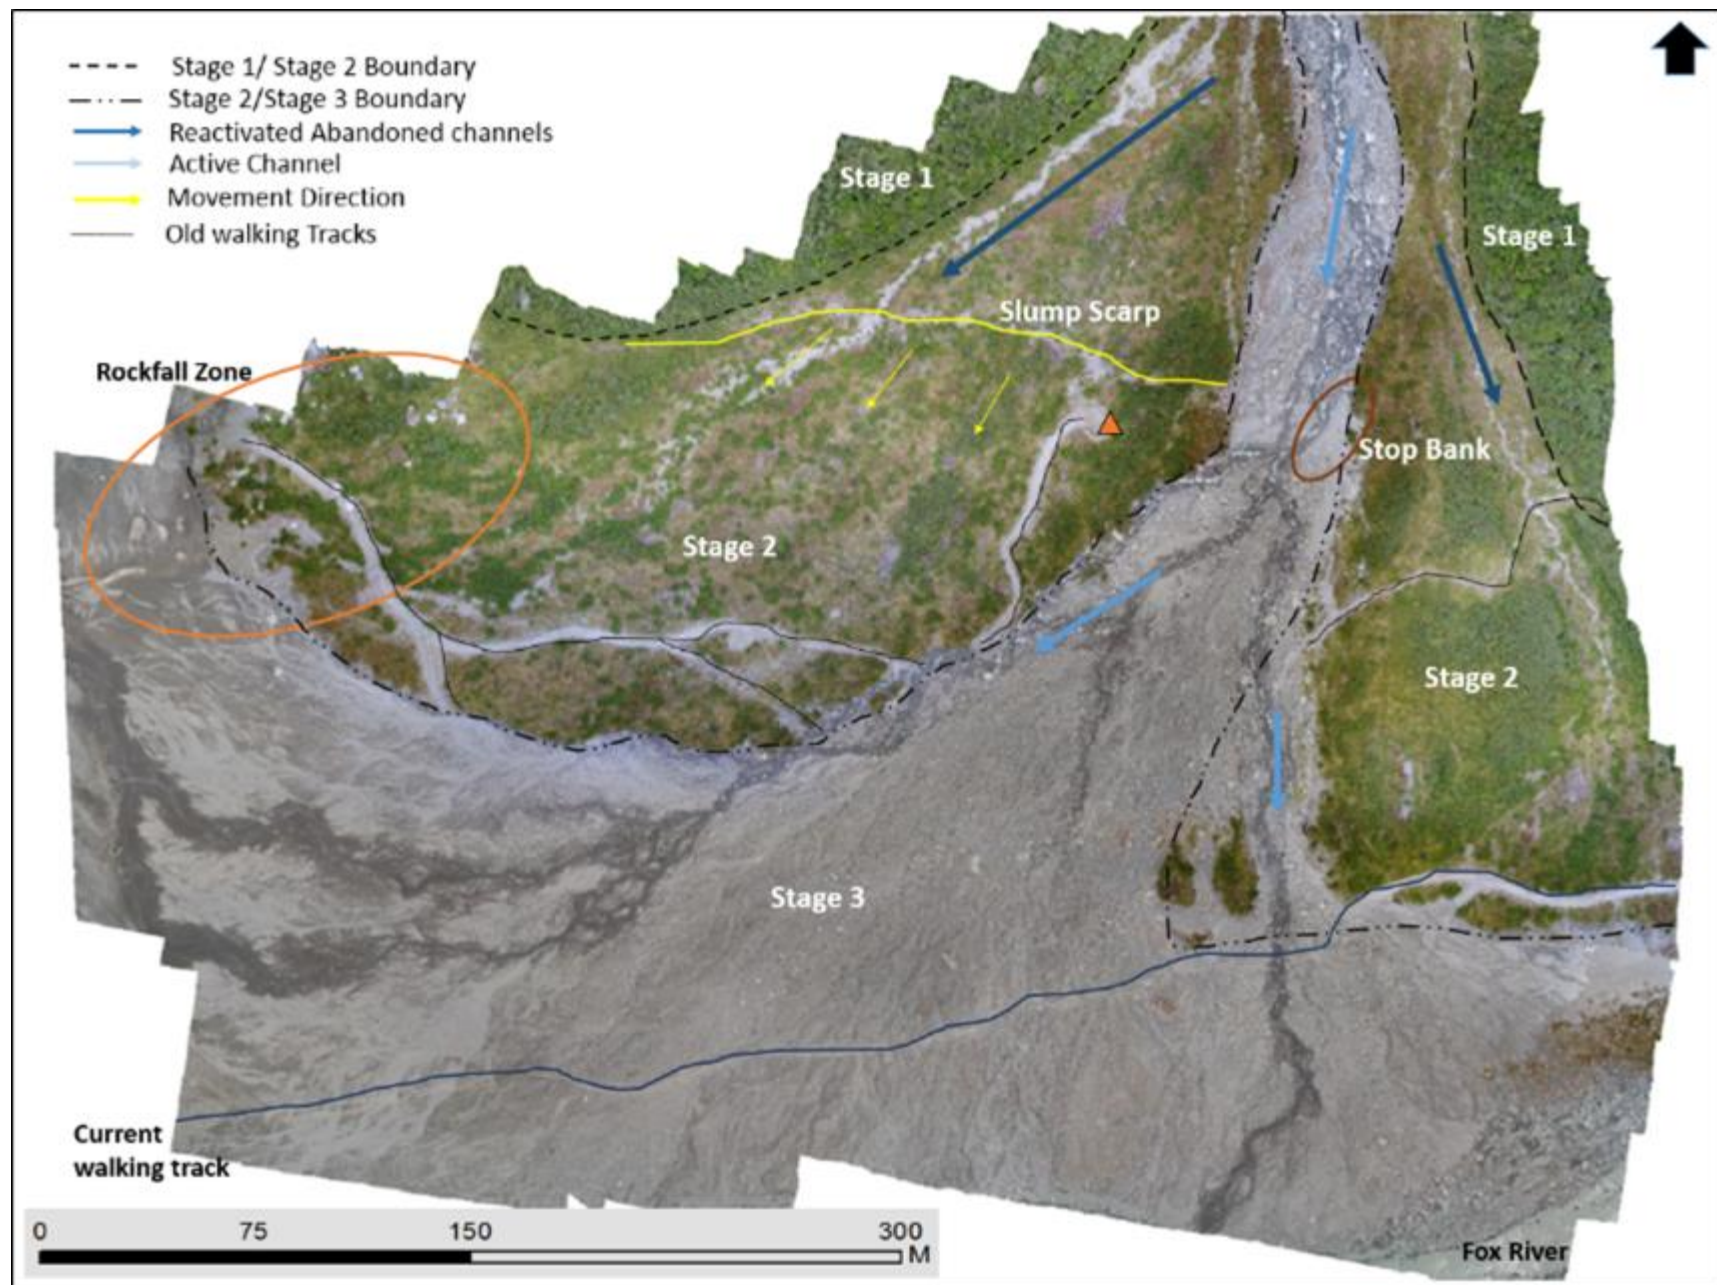 Stage 1/ Stage 2 Boundary
Stage 2/Stage 3 Boundary
Reactivated Abandoned channels
Active Channel
Movement Direction
Old walking Tracks
Stage 1
Stage 1
Slump Scarp
Rockfall Zone
Stop Bank
Stage 2
Stage 2
Stage 3
Current
walking track
0 75 150 300
M
Fox River